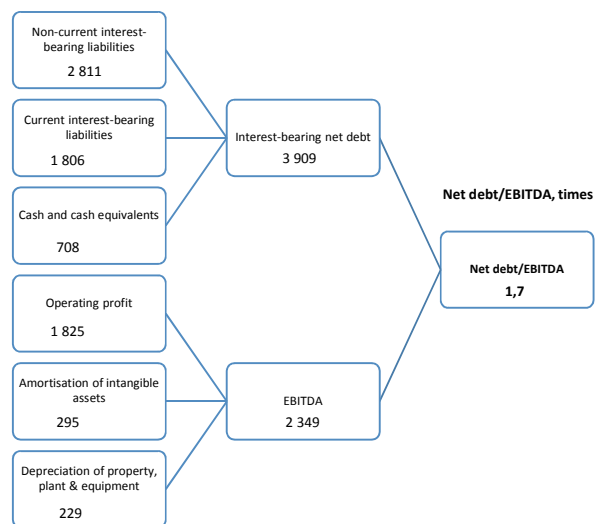 Non-current interest-
bearing liabilities
2 811
Current interest-bearing
liabilities
1 806
Cash and cash equivalents
708
Operating profit
1 825
Amortisation of intangible
assets
295
Depreciation of property,
plant & equipment
229
Interest-bearing net debt
3 909
EBITDA
2 349
Net debt/EBITDA, times
Net debt/EBITDA
1,7